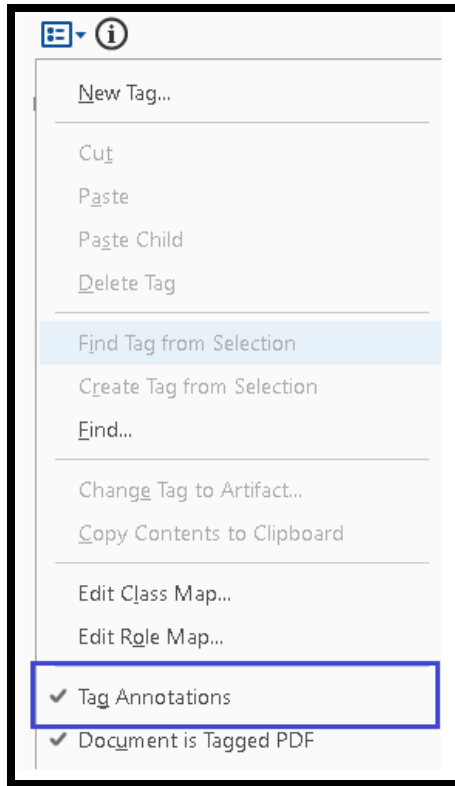 New Tag...
Cut
Paste
Paste Child
Delete Tag
Find Tag from Selection
Create Tag from Selection
Find...
Change Tag to Artifact...
Copy Contents to Clipboard
Edit Class Map...
Edit Role Map...
Tag Annotations
Document is Tagged PDF